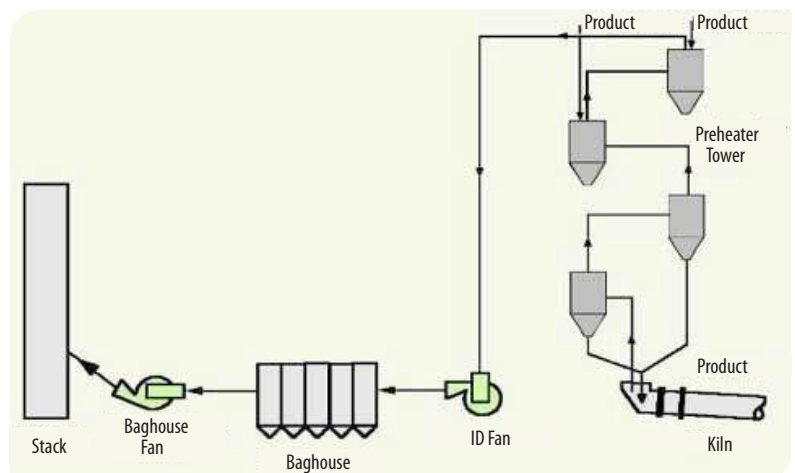 Product
Product
Preheater
Tower
Product
Kiln
ID Fan
Baghouse
Baghouse
Fan
Stack